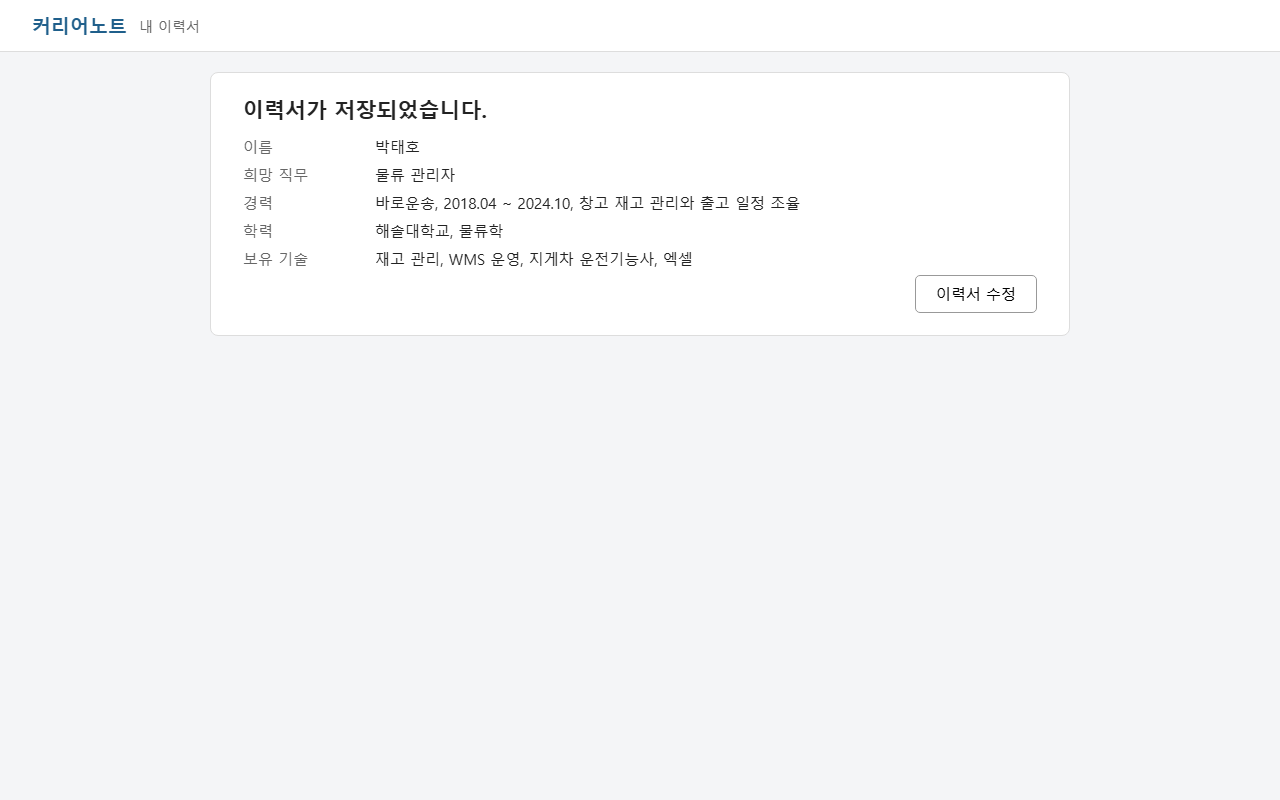 커리어노트 내 이력서
이력서가 저장되었습니다.
이름 박태호
희망 직무 물류 관리자
경력 바로운송, 2018.04 ~ 2024.10, 창고 재고 관리와 출고 일정 조율
학력 해솔대학교, 물류학
보유 기술 재고 관리, WMS 운영, 지게차 운전기능사, 엑셀
이력서 수정